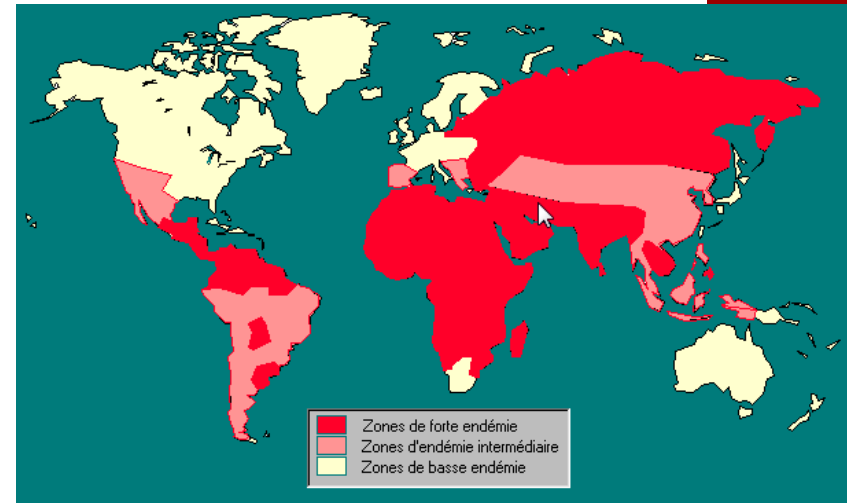 Zones de forte endémie
Zones d'endémie intermédiaire
Zones de basse endémie